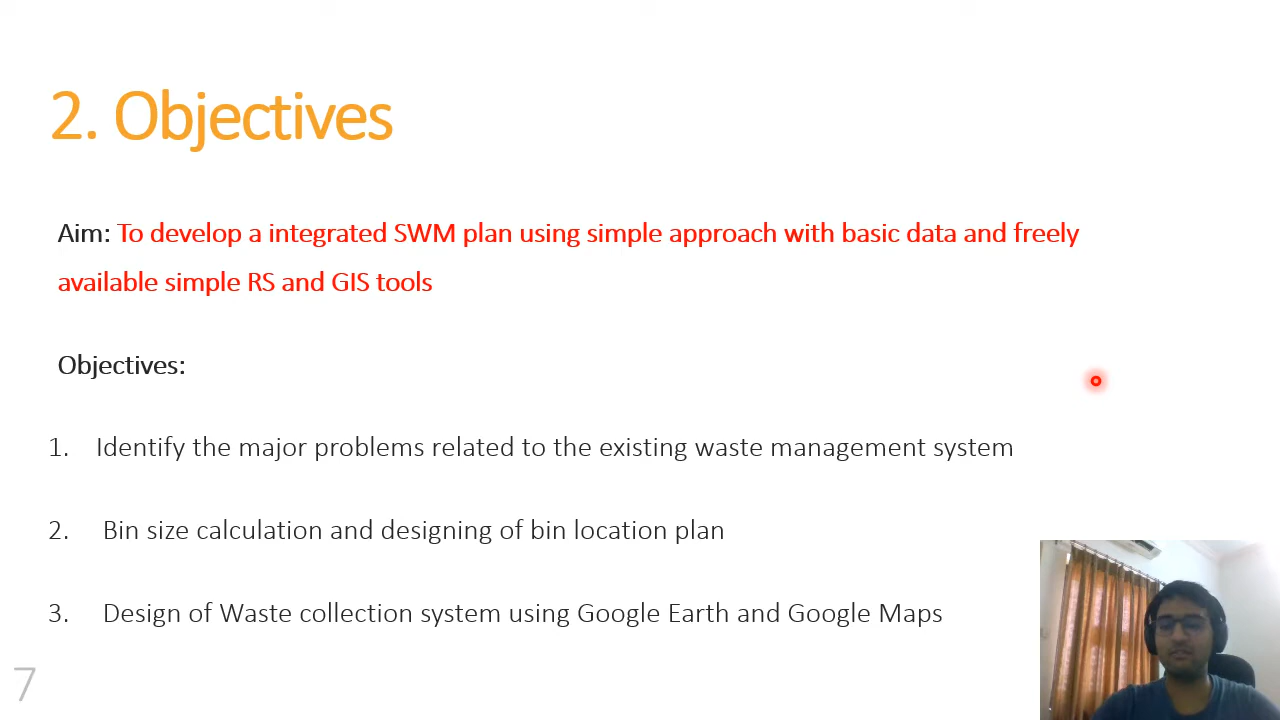 2. Objectives
Aim: To develop a integrated SWM plan using simple approach with basic data and freely
available simple RS and GIS tools
Objectives:
1. Identify the major problems related to the existing waste management system
2. Bin size calculation and designing of bin location plan
3. Design of Waste collection system using Google Earth and Google Maps
7